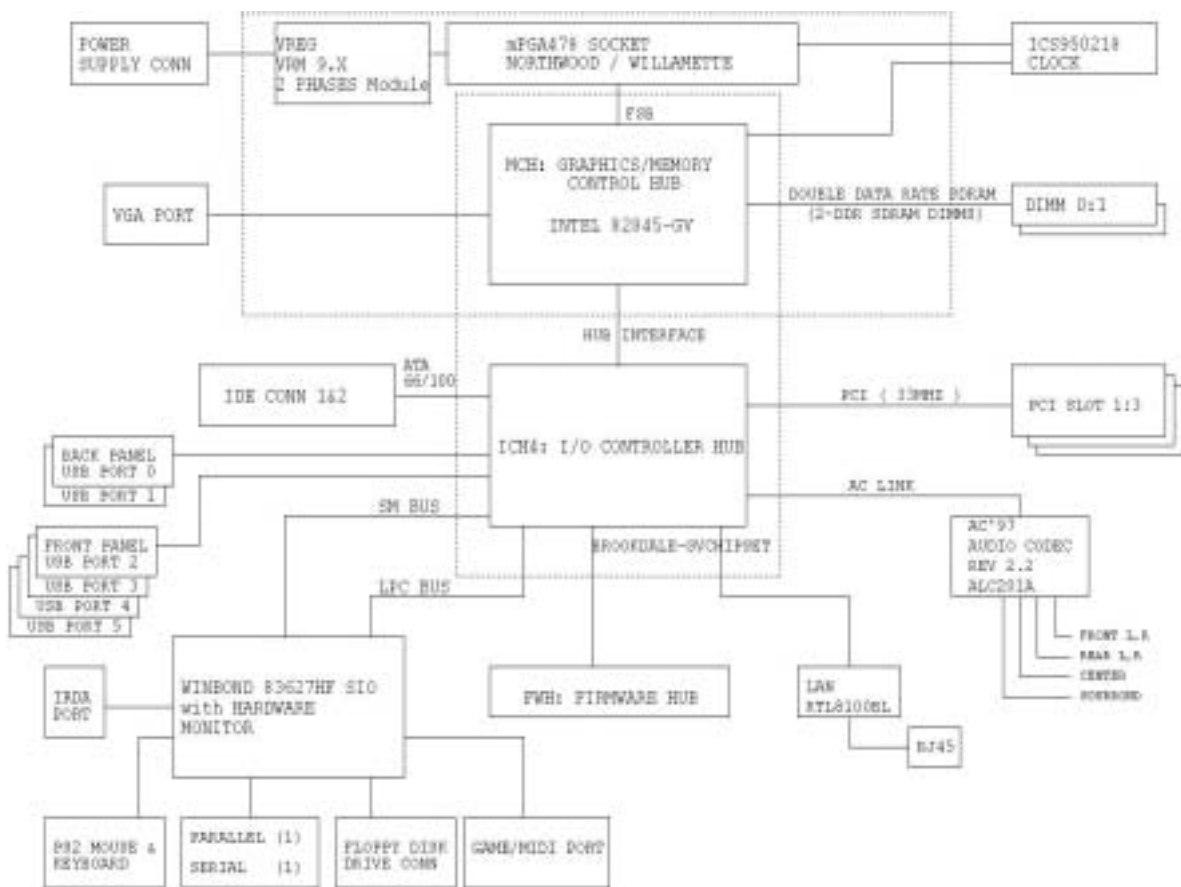 POWER
SUPPLY CONN
VREG
VRM 9.X
2 PHASES Module
mPGA478 SOCKET
NORTHWOOD / WILLAMETTE
ICS950218
CLOCK
FSB
MCH: GRAPHICS/MEMORY
CONTROL HUB
INTEL 82845-GV
VGA PORT
DOUBLE DATA RATE SDRAM
(2-DDR SDRAM DIMMS)
DIMM 0:1
HUB INTERFACE
ATA
66/100
IDE CONN 1&2
PCI ( 33MHZ )
PCI SLOT 1:3
ICH4: I/O CONTROLLER HUB
BACK PANEL
USB PORT 0
USB PORT 1
AC LINK
SM BUS
FRONT PANEL
USB PORT 2
USB PORT 3
USB PORT 4
USB PORT 5
BROOKDALE-GVCHIPSET
AC'97
AUDIO CODEC
REV 2.2
LPC BUS
FRONT L,R
REAR L,R
CENTER
IRDA
PORT
WINBOND 83627HF SIO
with HARDWARE
MONITOR
FWH: FIRMWARE HUB
LAN
RTL8100BL
RJ45
PS2 MOUSE &
KEYBOARD
PARALLEL (1)
SERIAL (1)
FLOPPY DISK
DRIVE CONN
GAME/MIDI PORT